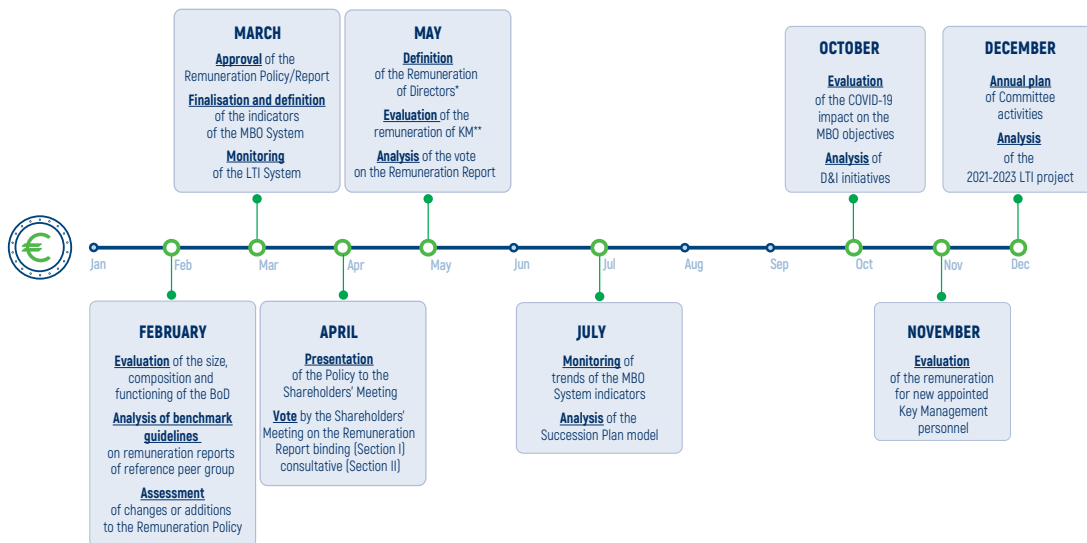 MARCH
Approval of the
Remuneration Policy/Report
Finalisation and definition
of the indicators
of the MBO System
Monitoring
of the LTI System
MAY
Definition
of the Remuneration
of Directors*
Evaluation of the
remuneration of KM**
Analysis of the vote
on the Remuneration Report
OCTOBER
Evaluation
of the COVID-19
impact on the
MBO objectives
Analysis of
D&I initiatives
DECEMBER
Annual plan
of Committee
activities
Analysis
of the
2021-2023 LTI project
€
Jan
Feb
Mar
Apr
May
Jun
Jul
Aug
Sep
Oct
Nov
Dec
FEBRUARY
Evaluation of the size,
composition and
functioning of the BoD
Analysis of benchmark
guidelines
on remuneration reports
of reference peer group
Assessment
of changes or additions
to the Remuneration Policy
APRIL
Presentation
of the Policy to the
Shareholders' Meeting
Vote by the Shareholders'
Meeting on the Remuneration
Report binding (Section I)
consultative (Section II)
JULY
Monitoring of
trends of the MBO
System indicators
Analysis of the
Succession Plan model
NOVEMBER
Evaluation
of the remuneration
for new appointed
Key Management
personnel